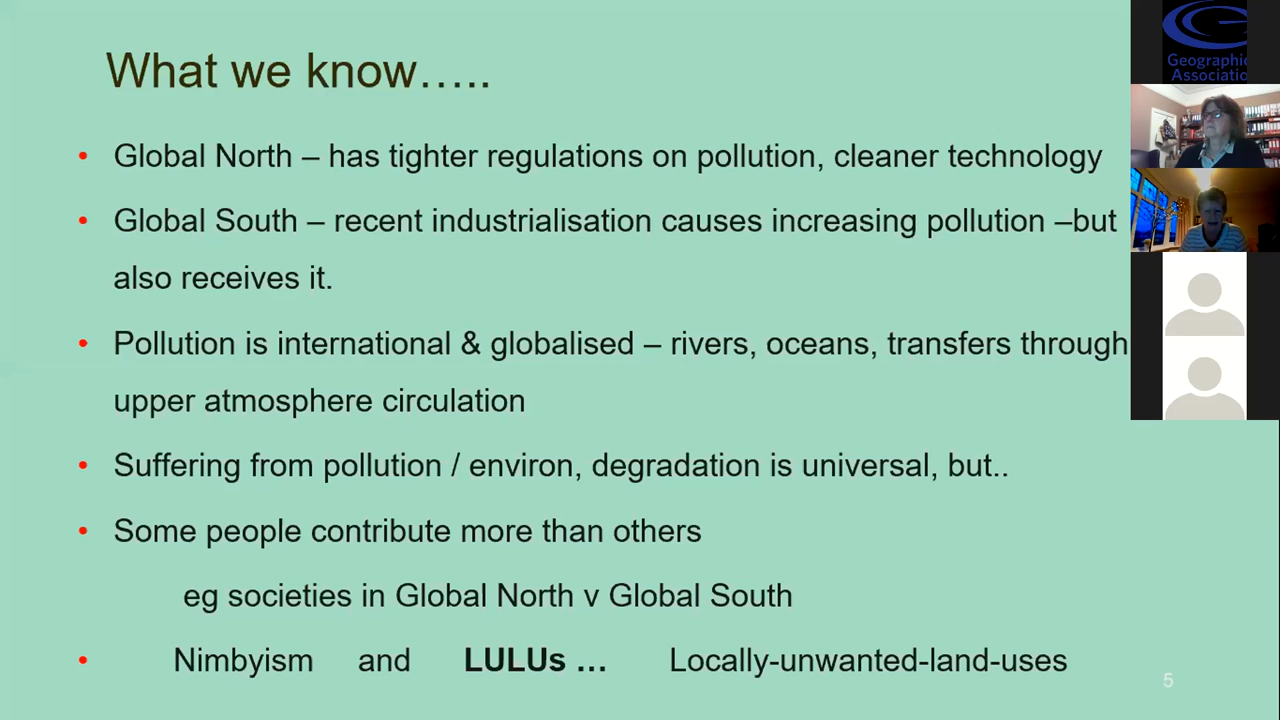 What we know…..
• Global North – has tighter regulations on pollution, cleaner technology
• Global South – recent industrialisation causes increasing pollution –but
also receives it.
• Pollution is international & globalised – rivers, oceans, transfers through
upper atmosphere circulation
• Suffering from pollution / environ, degradation is universal, but..
• Some people contribute more than others
eg societies in Global North v Global South
• Nimbyism and LULUs … Locally-unwanted-land-uses
5
Geographic
Associatio